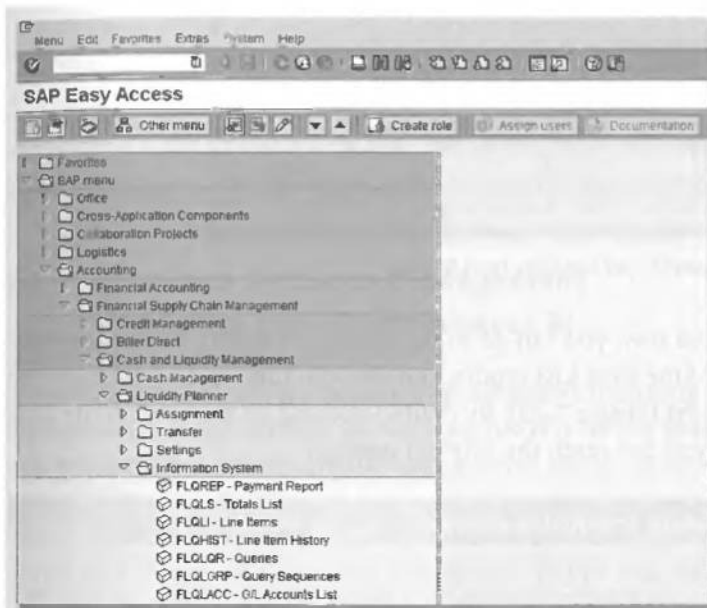 Menu Edit Favorites Extras System Help
SAP Easy Access
Other menu Create role Assign users Documentation
Favorites
SAP menu
Office
Cross-Application Components
Collaboration Projects
Logistics
Accounting
Financial Accounting
Financial Supply Chain Management
Credit Management
Biller Direct
Cash and Liquidity Management
Cash Management
Liquidity Planner
Assignment
Transfer
Settings
Information System
FLQREP - Payment Report
FLQLS - Totals List
FLQLI - Line Items
FLQHIST - Line Item History
FLQLQR - Queries
FLQLGRP - Query Sequences
FLQLACC - G/L Accounts List